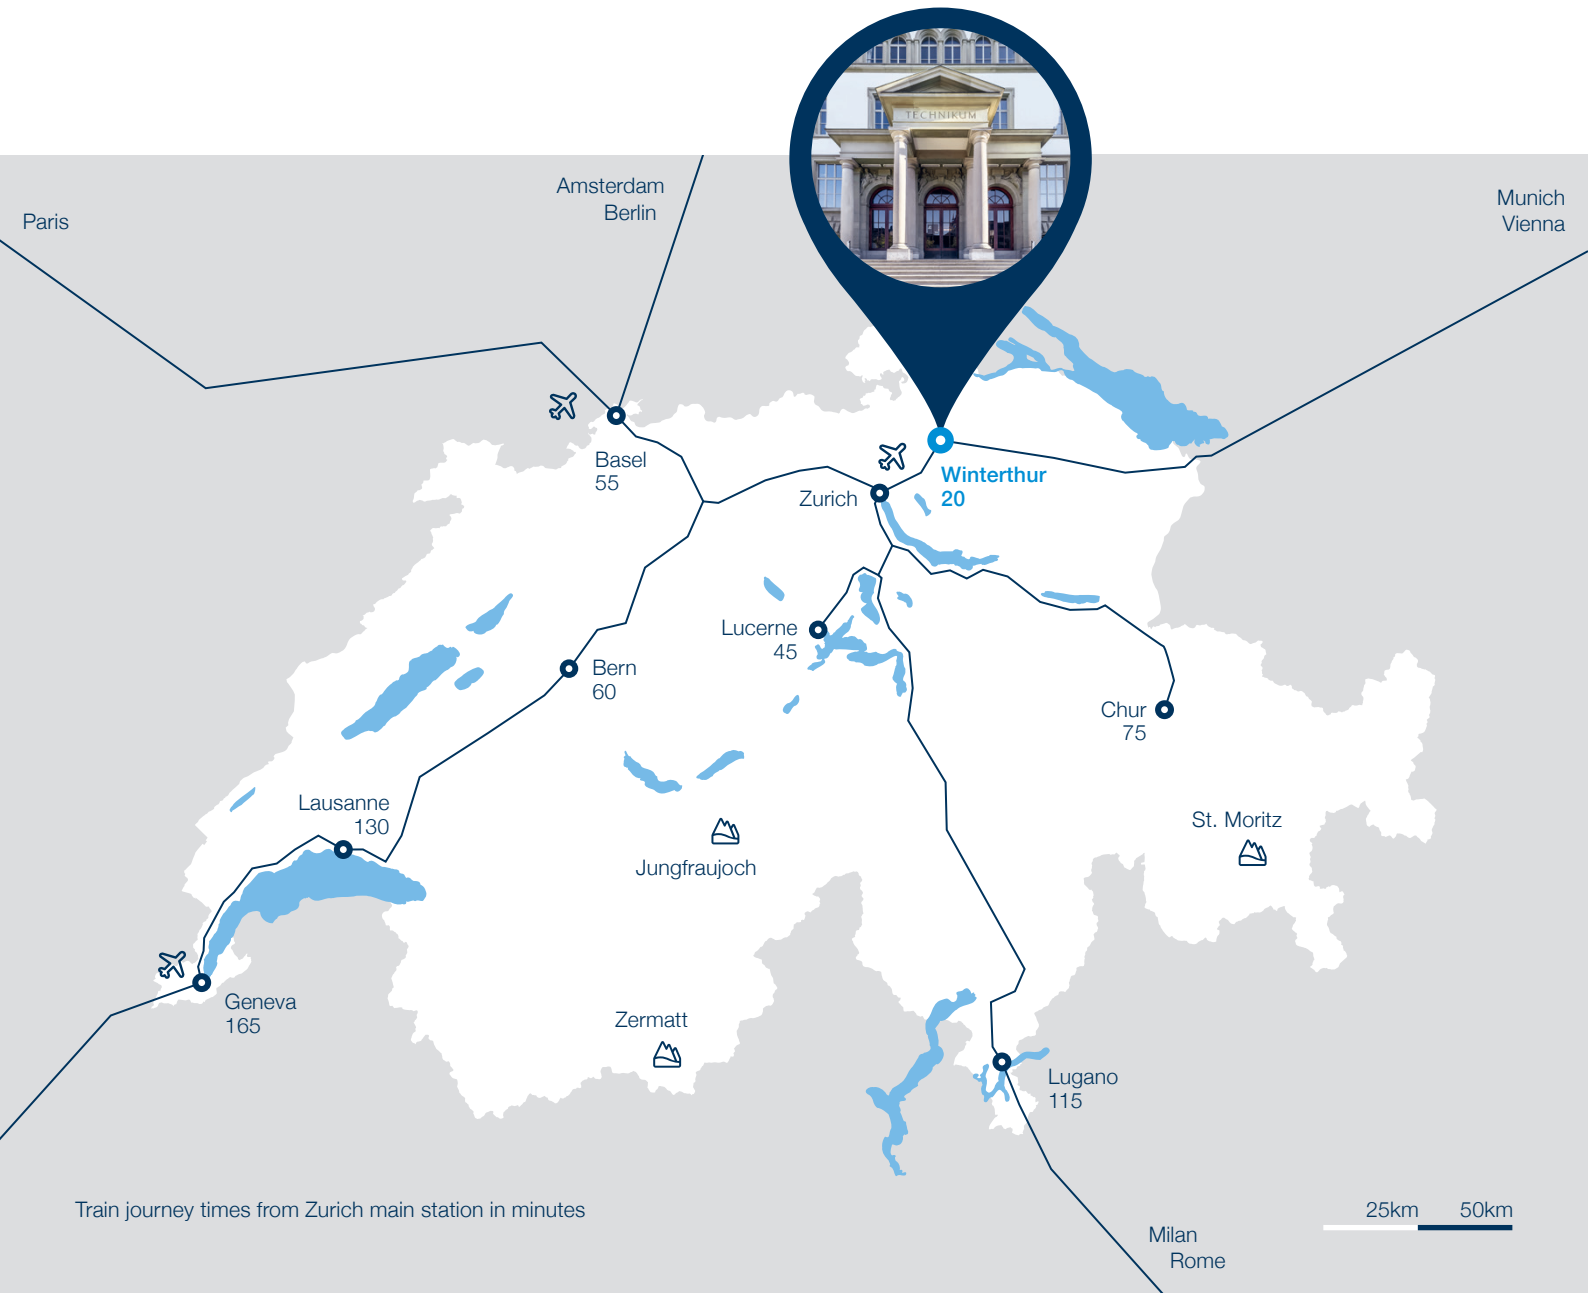 TECHNIKUM
Amsterdam
Berlin
Paris
Munich
Vienna
Basel
55
Winterthur
20
Zurich
Lucerne
45
Bern
60
Chur
75
Lausanne
130
St. Moritz
Jungfraujoch
Geneva
165
Zermatt
Lugano
115
Train journey times from Zurich main station in minutes
25km 50km
Milan
Rome